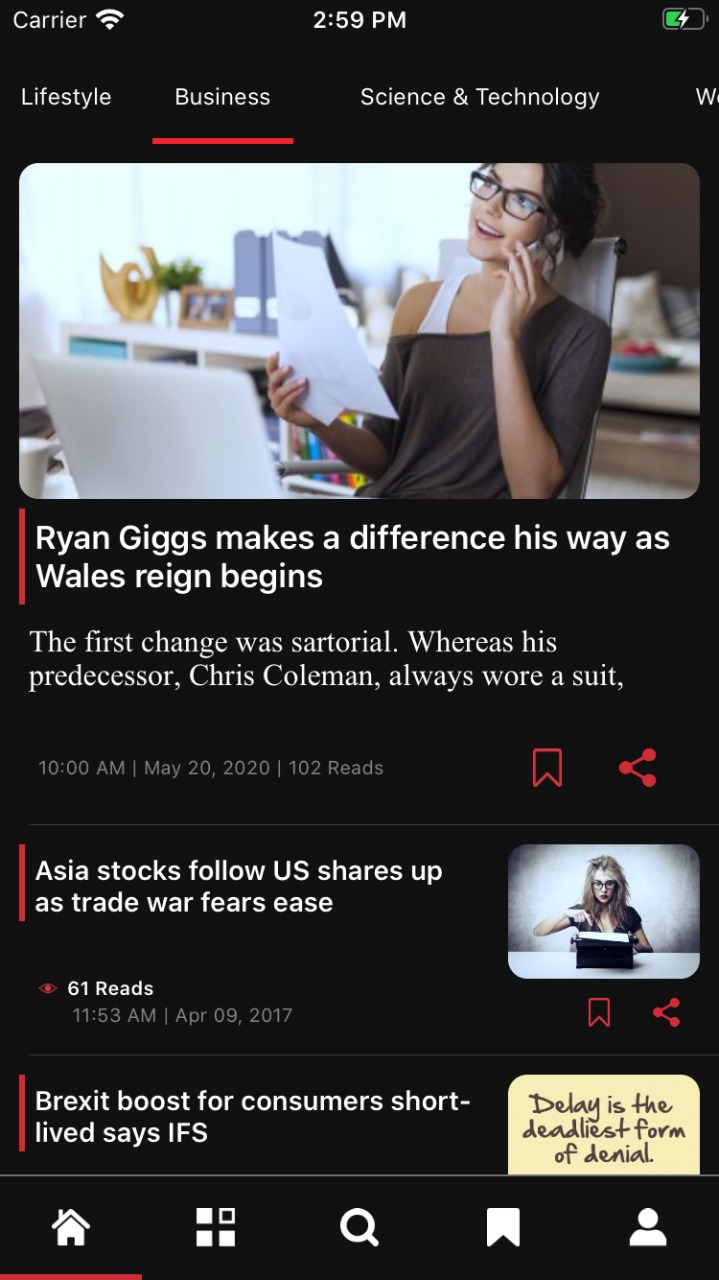 Carrier 2:59 PM
Lifestyle Business Science & Technology
Ryan Giggs makes a difference his way as
Wales reign begins
The first change was sartorial. Whereas his
predecessor, Chris Coleman, always wore a suit,
10:00 AM | May 20, 2020 | 102 Reads
Asia stocks follow US shares up
as trade war fears ease
61 Reads
11:53 AM | Apr 09, 2017
Brexit boost for consumers short-
lived says IFS
Delay is the
deadliest form
of denial.